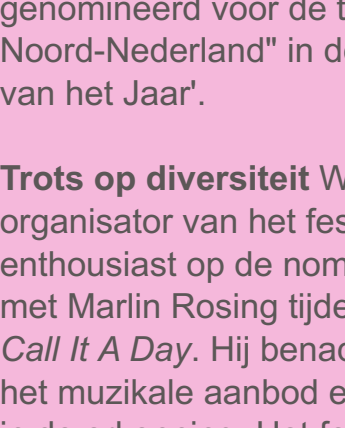 genomineerd voor de t
Noord-Nederland" in de
van het Jaar'.
Trots op diversiteit W
organisator van het fes
enthousiast op de nom
met Marlin Rosing tijde
Call It A Day. Hij benac
het muzikale aanbod e